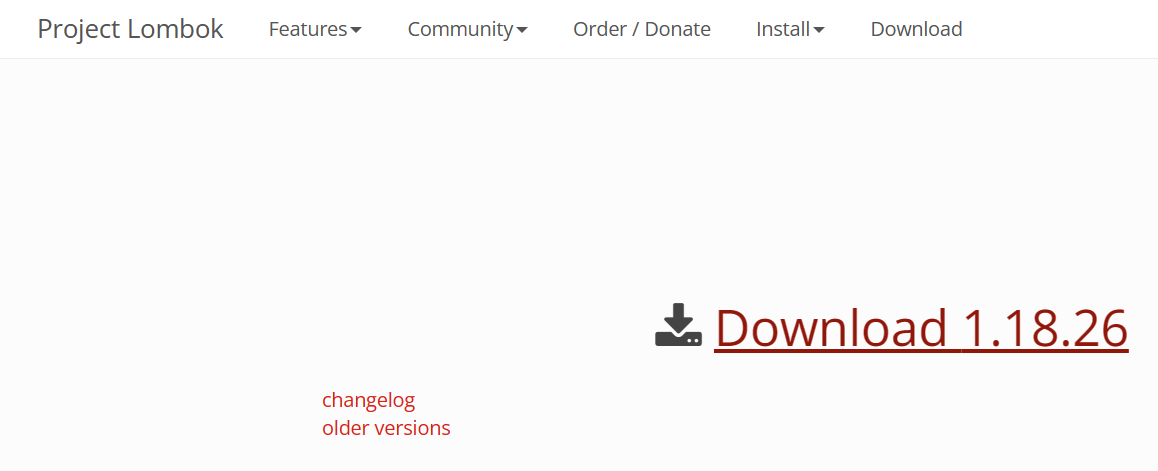 Project Lombok Features Community Order / Donate Install Download
Download 1.18.26
changelog
older versions